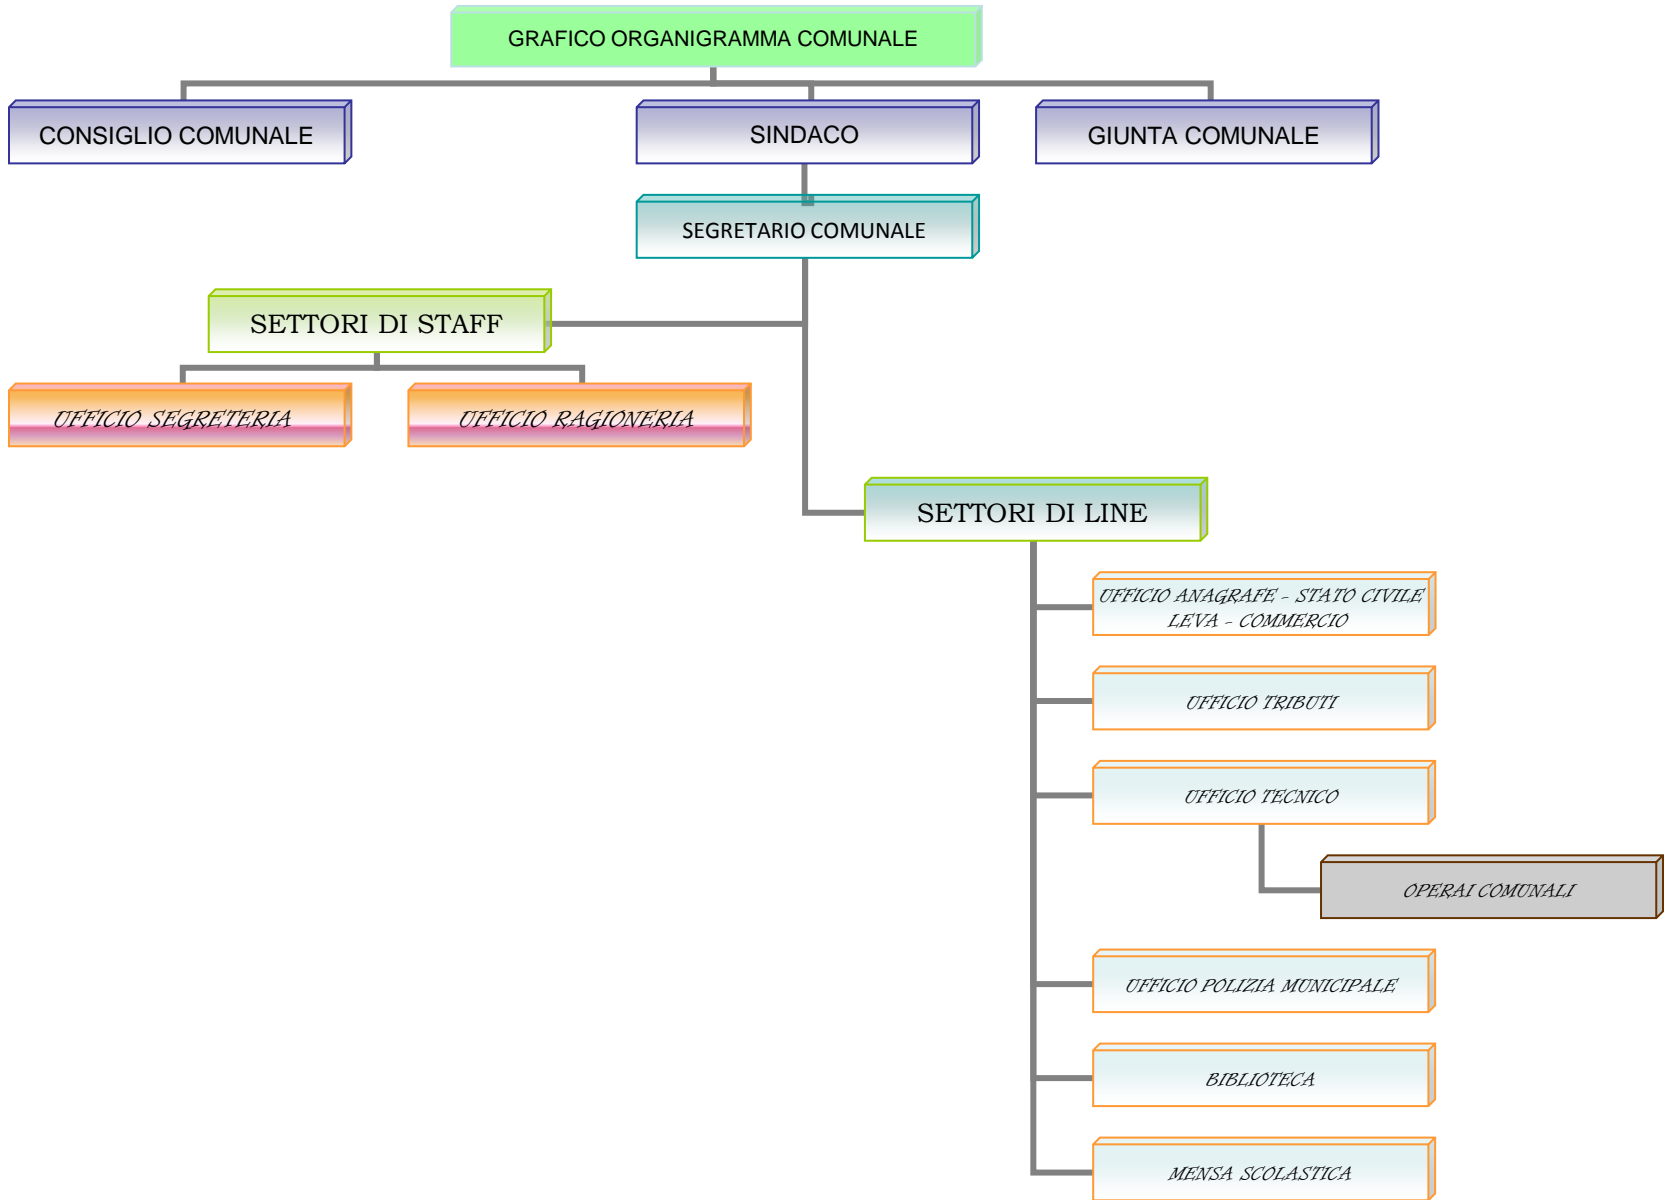 GRAFICO ORGANIGRAMMA COMUNALE
CONSIGLIO COMUNALE
SINDACO
GIUNTA COMUNALE
SEGRETARIO COMUNALE
SETTORI DI STAFF
UFFICIO SEGRETERIA
UFFICIO RAGIONERIA
SETTORI DI LINE
UFFICIO ANAGRAFE - STATO CIVILE
LEVA - COMMERCIO
UFFICIO TRIBUTI
UFFICIO TECNICO
OPERAI COMUNALI
UFFICIO POLIZIA MUNICIPALE
BIBLIOTECA
MENSA SCOLASTICA